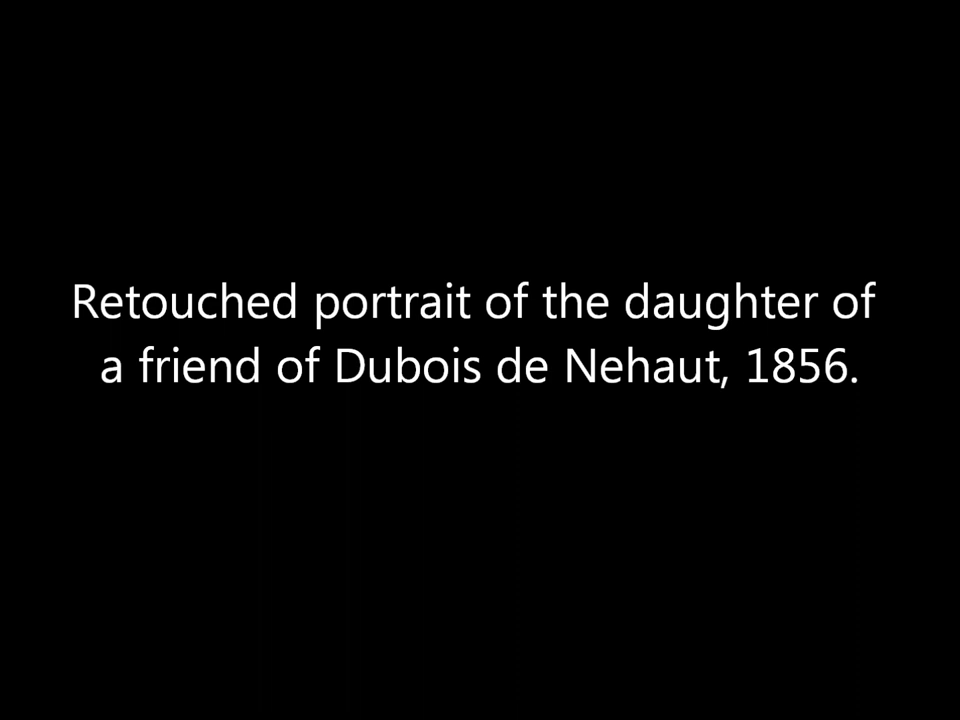 Retouched portrait of the daughter of
a friend of Dubois de Nehaut, 1856.